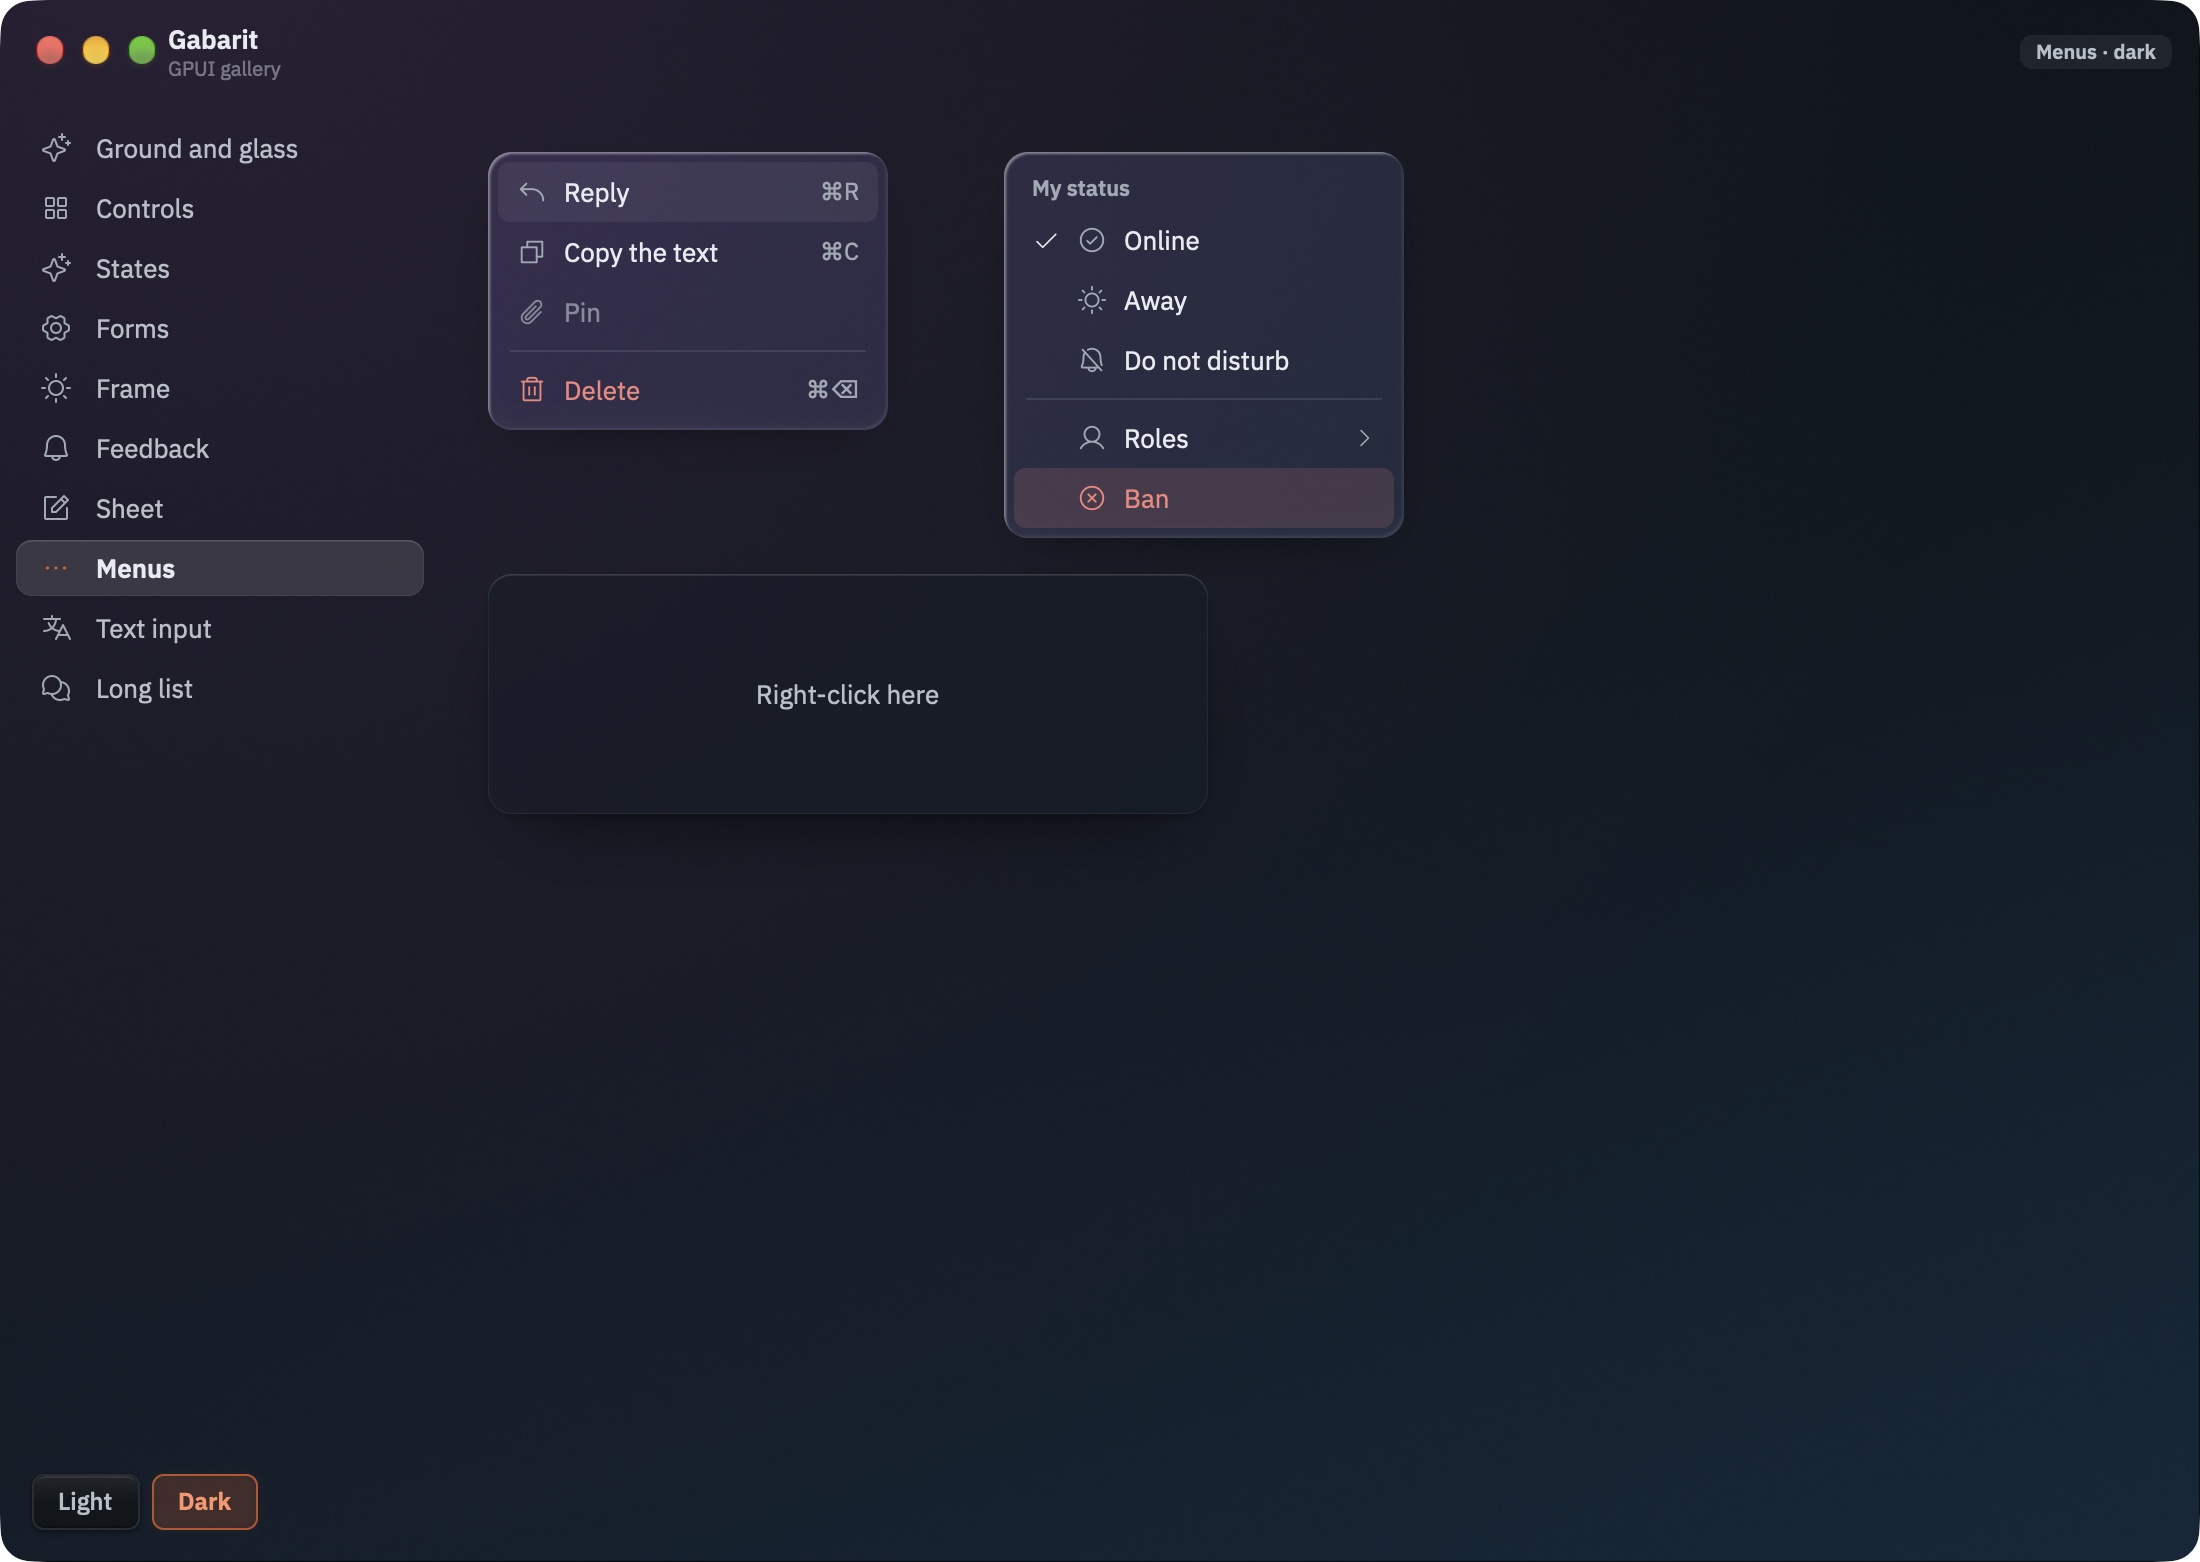 Gabarit
GPUI gallery
Menus · dark
Ground and glass
Controls
States
Forms
Frame
Feedback
Sheet
Menus
Text input
Long list
Reply ⌘R
Copy the text ⌘C
Pin
Delete ⌘⌫
My status
Online
Away
Do not disturb
Roles
Ban
Right-click here
Light
Dark